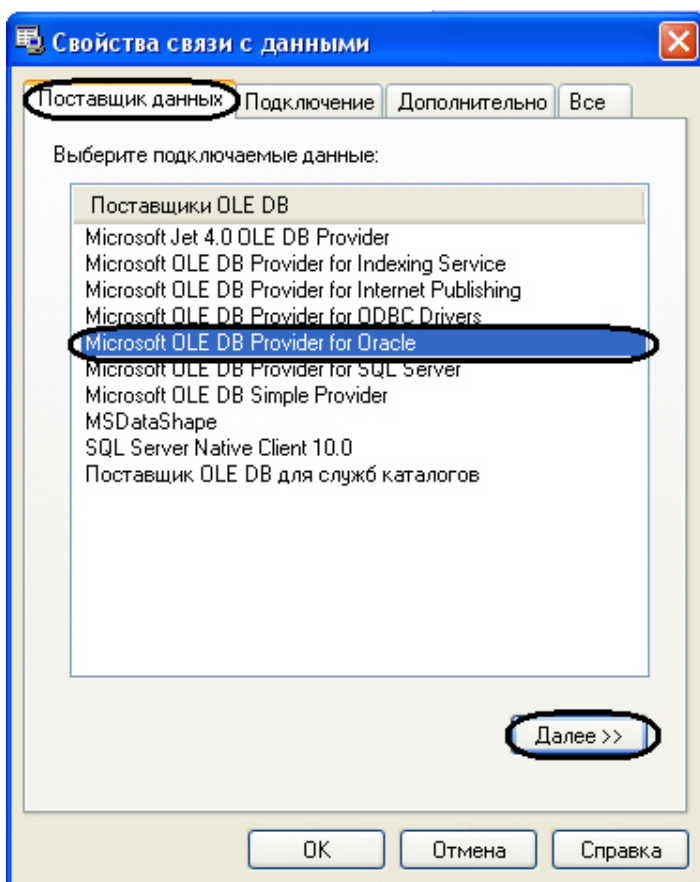 Свойства связи с данными
Поставщик данных Подключение Дополнительно Все
Выберите подключаемые данные:
Поставщики OLE DB
Microsoft Jet 4.0 OLE DB Provider
Microsoft OLE DB Provider for Indexing Service
Microsoft OLE DB Provider for Internet Publishing
Microsoft OLE DB Provider for ODBC Drivers
Microsoft OLE DB Provider for Oracle
Microsoft OLE DB Provider for SQL Server
Microsoft OLE DB Simple Provider
MSDataShape
SQL Server Native Client 10.0
Поставщик OLE DB для служб каталогов
Далее >>
OK Отмена Справка